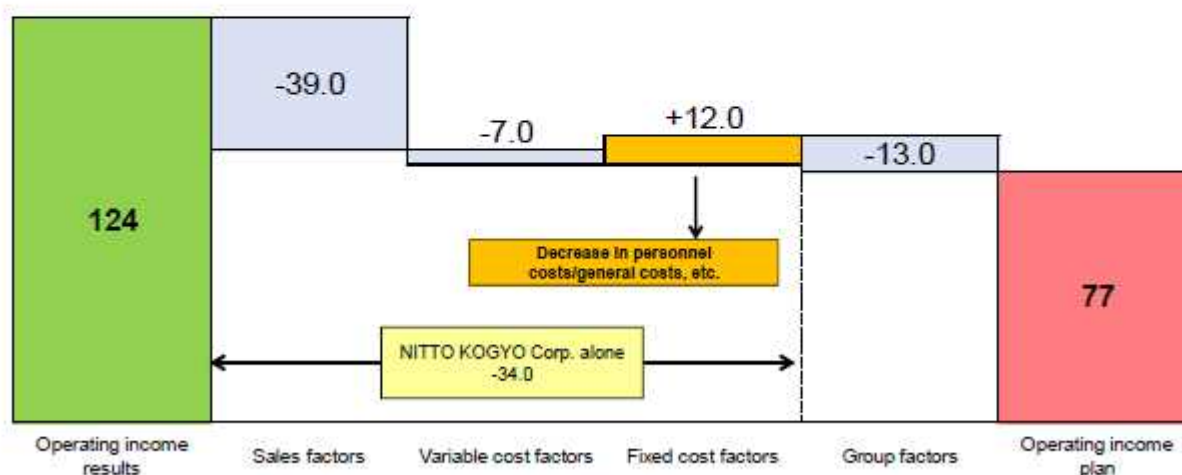 -39.0
-7.0
+12.0
-13.0
124
Decrease in personnel
costs/general costs, etc.
77
NITTO KOGYO Corp. alone
-34.0
Operating income
results
Sales factors
Variable cost factors
Fixed cost factors
Group factors
Operating income
plan